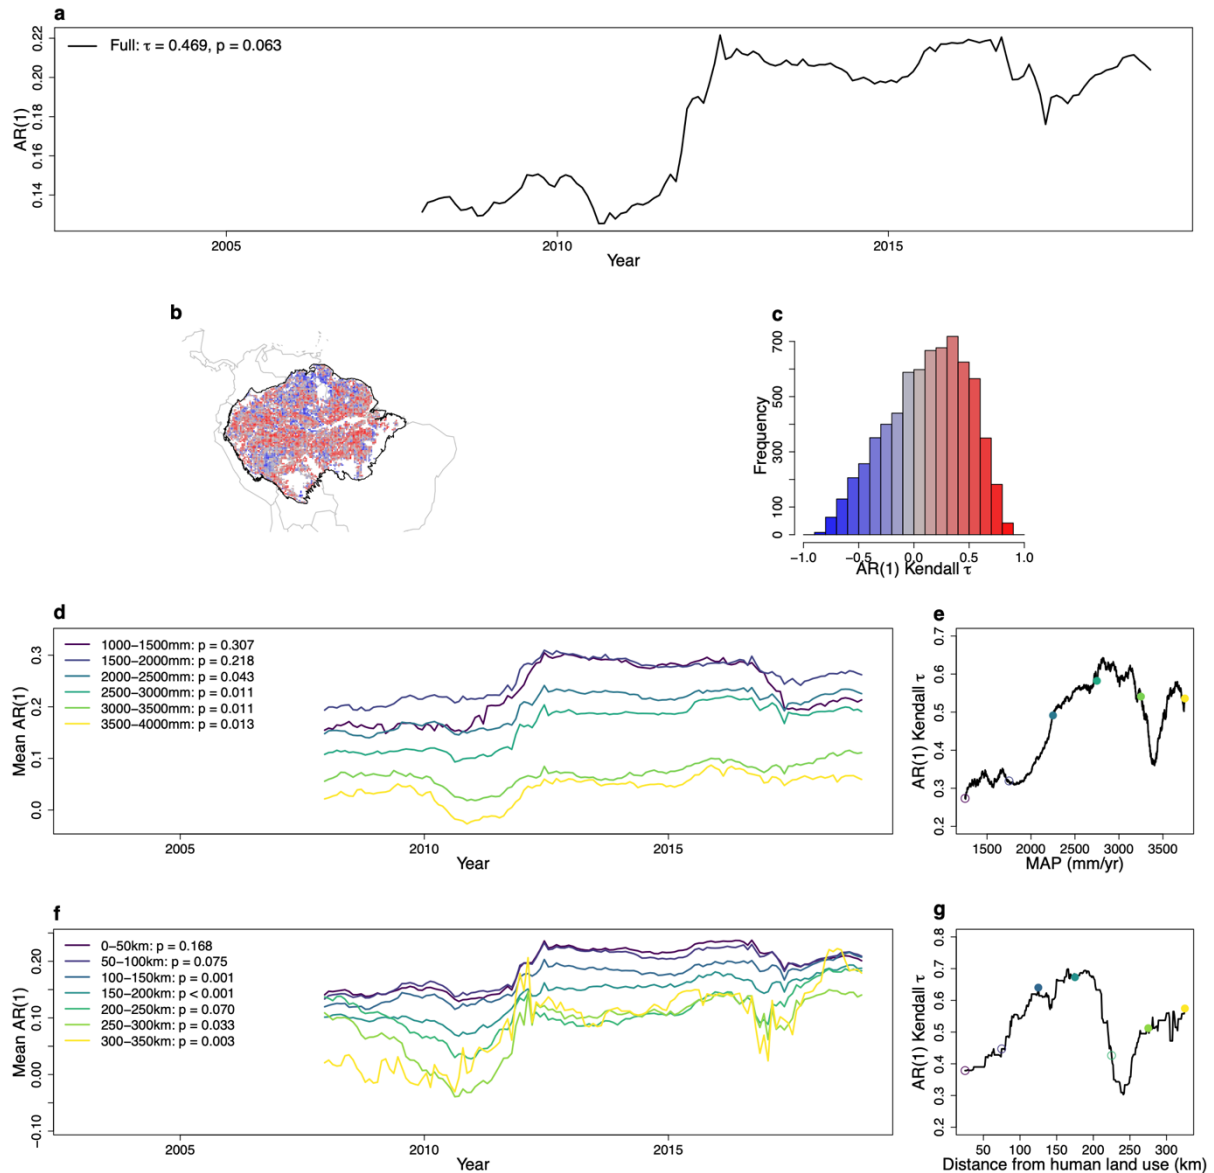 a
Full: τ = 0.469, p = 0.063
0.22
0.20
0.18
0.16
0.14
AR(1)
2005
2010
2015
Year
b
c
700
500
300
100
0
Frequency
−1.0
−0.5
0.0
0.5
1.0
AR(1) Kendall τ
d
1000−1500mm: p = 0.307
1500−2000mm: p = 0.218
2000−2500mm: p = 0.043
2500−3000mm: p = 0.011
3000−3500mm: p = 0.011
3500−4000mm: p = 0.013
0.3
0.2
0.1
0.0
Mean AR(1)
2005
2010
2015
Year
e
0.7
0.6
0.5
0.4
0.3
0.2
AR(1) Kendall τ
1500
2000
2500
3000
3500
MAP (mm/yr)
f
0−50km: p = 0.168
50−100km: p = 0.075
100−150km: p = 0.001
150−200km: p < 0.001
200−250km: p = 0.070
250−300km: p = 0.033
300−350km: p = 0.003
0.20
0.10
0.00
−0.10
Mean AR(1)
2005
2010
2015
Year
g
0.8
0.7
0.6
0.5
0.4
0.3
0.2
AR(1) Kendall τ
50
100
150
200
250
300
Distance from human land use (km)